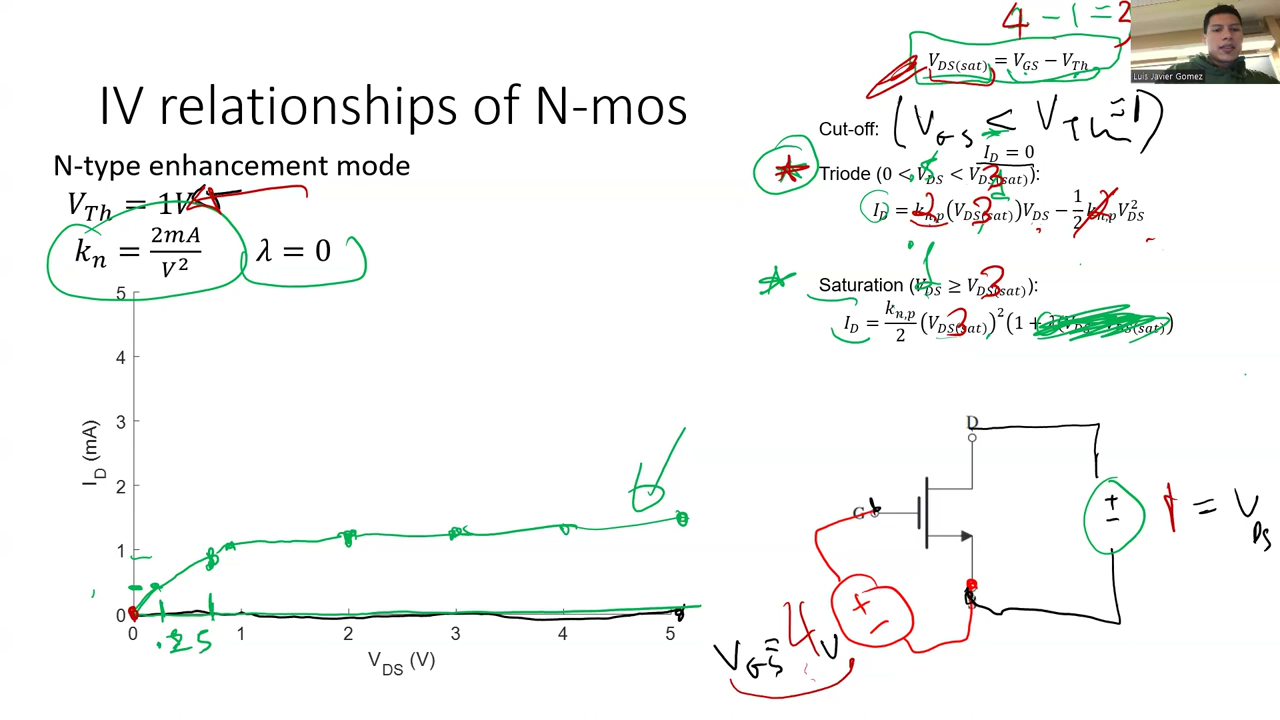 4 - 1 = 2
V_DS(sat) = V_GS − V_Th
Luis Javier Gomez
IV relationships of N-mos
Cut-off: (V_GS < V_Th = 1)
I_D = 0
N-type enhancement mode
Triode (0 < V_DS < V_DS(sat)):
V_Th = 1V
I_D = k_n,p(V_DS(sat))V_DS − 1/2 k_n,p V_DS^2
k_n = 2mA/V^2
λ = 0
Saturation (V_DS ≥ V_DS(sat)):
I_D = k_n,p/2 (V_DS(sat))^2 (1 +
5
4
3
2
1
0
I_D (mA)
0 1 2 3 4 5
.25
V_DS (V)
D
G
+
−
= V_DS
+
−
V_GS = 4V